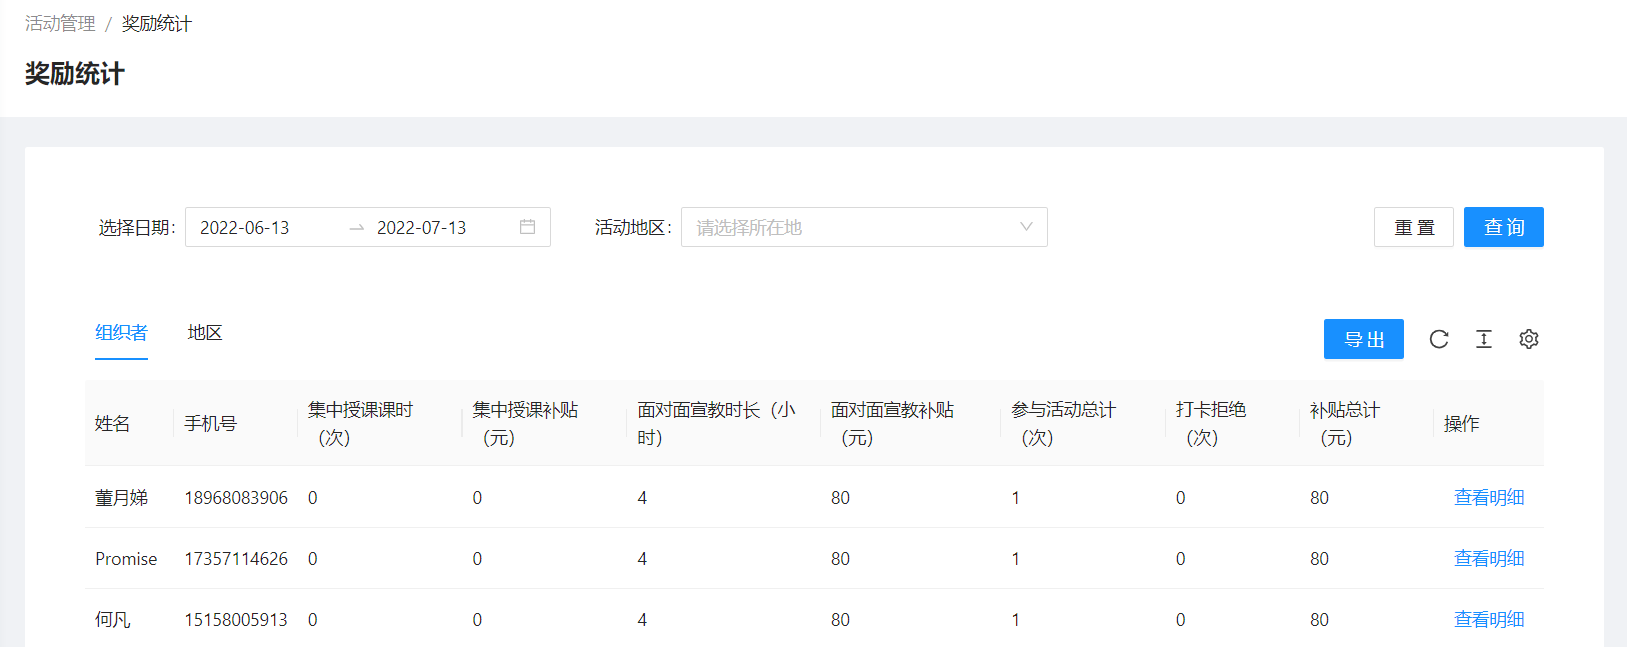 活动管理 / 奖励统计
奖励统计
选择日期: 2022-06-13 → 2022-07-13 活动地区: 请选择所在地 重 置 查 询
组织者 地区 导 出
姓名 手机号 集中授课课时（次） 集中授课补贴（元） 面对面宣教时长（小时） 面对面宣教补贴（元） 参与活动总计（次） 打卡拒绝（次） 补贴总计（元） 操作
董月娣 18968083906 0 0 4 80 1 0 80 查看明细
Promise 17357114626 0 0 4 80 1 0 80 查看明细
何凡 15158005913 0 0 4 80 1 0 80 查看明细